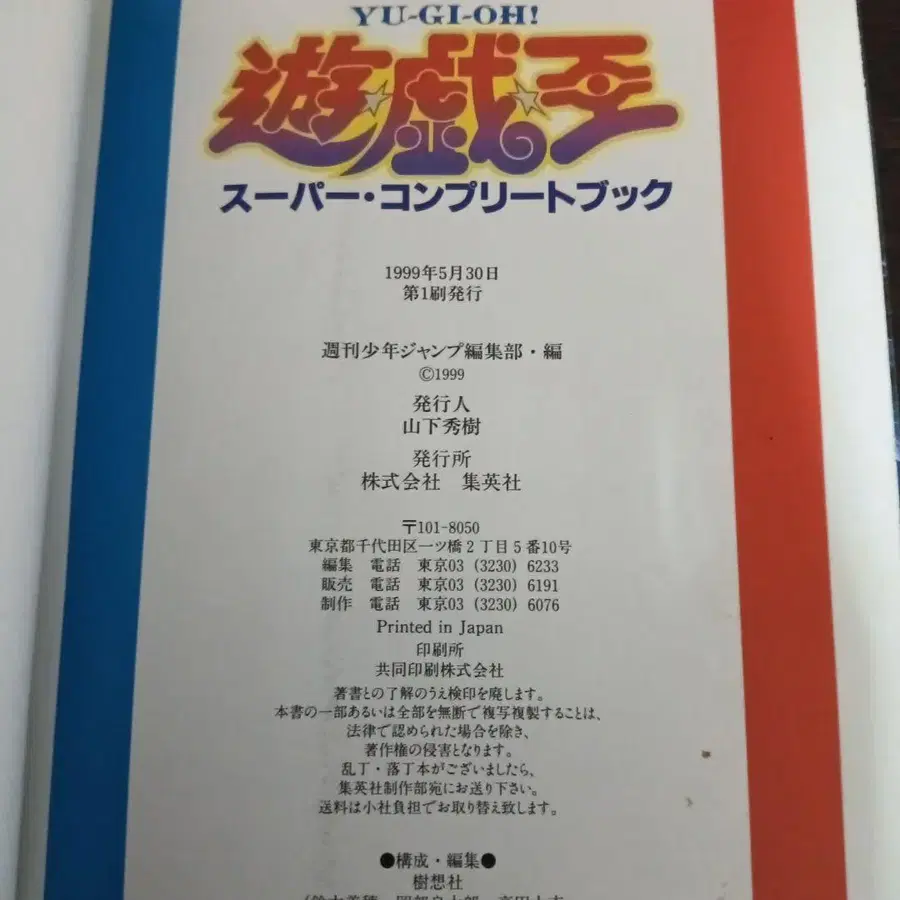 YU-GI-OH!
遊戯王
スーパー・コンプリートブック
1999年5月30日
第1刷発行
週刊少年ジャンプ編集部・編
©1999
発行人
山下秀樹
発行所
株式会社 集英社
〒101-8050
東京都千代田区一ツ橋2丁目5番10号
編集 電話 東京03(3230)6233
販売 電話 東京03(3230)6191
制作 電話 東京03(3230)6076
Printed in Japan
印刷所
共同印刷株式会社
著書との了解のうえ検印を廃します。
本書の一部あるいは全部を無断で複写複製することは、
法律で認められた場合を除き、
著作権の侵害となります。
乱丁・落丁本がございましたら、
集英社制作部宛にお送り下さい。
送料は小社負担でお取り替え致します。
●構成・編集●
樹想社